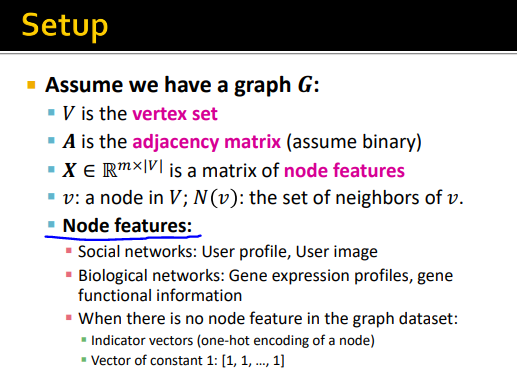 Setup
Assume we have a graph G:
V is the vertex set
A is the adjacency matrix (assume binary)
X ∈ ℝ^{m×|V|} is a matrix of node features
v: a node in V; N(v): the set of neighbors of v.
Node features:
Social networks: User profile, User image
Biological networks: Gene expression profiles, gene
functional information
When there is no node feature in the graph dataset:
Indicator vectors (one-hot encoding of a node)
Vector of constant 1: [1, 1, …, 1]